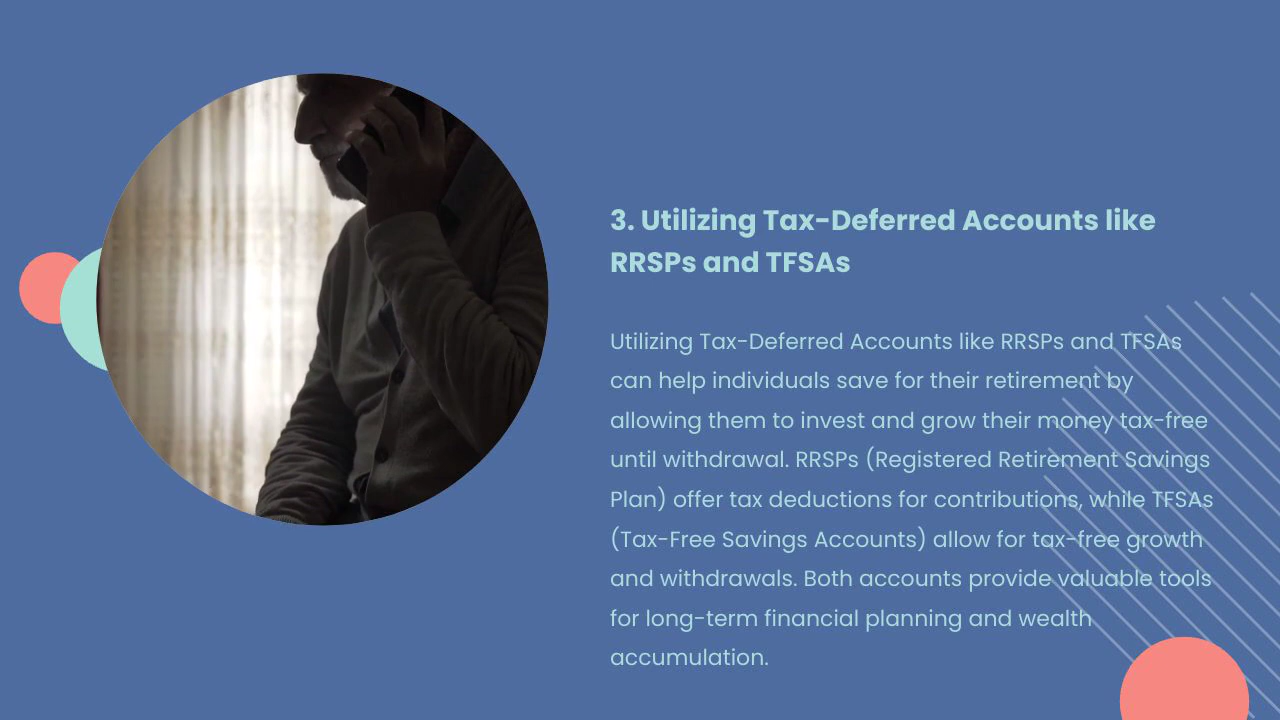 3. Utilizing Tax-Deferred Accounts like
RRSPs and TFSAs
Utilizing Tax-Deferred Accounts like RRSPs and TFSAs
can help individuals save for their retirement by
allowing them to invest and grow their money tax-free
until withdrawal. RRSPs (Registered Retirement Savings
Plan) offer tax deductions for contributions, while TFSAs
(Tax-Free Savings Accounts) allow for tax-free growth
and withdrawals. Both accounts provide valuable tools
for long-term financial planning and wealth
accumulation.